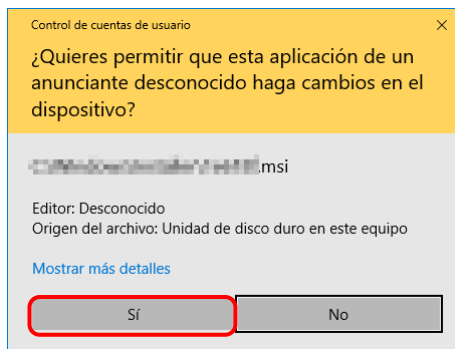 Control de cuentas de usuario
¿Quieres permitir que esta aplicación de un
anunciante desconocido haga cambios en el
dispositivo?
.msi
Editor: Desconocido
Origen del archivo: Unidad de disco duro en este equipo
Mostrar más detalles
Sí
No